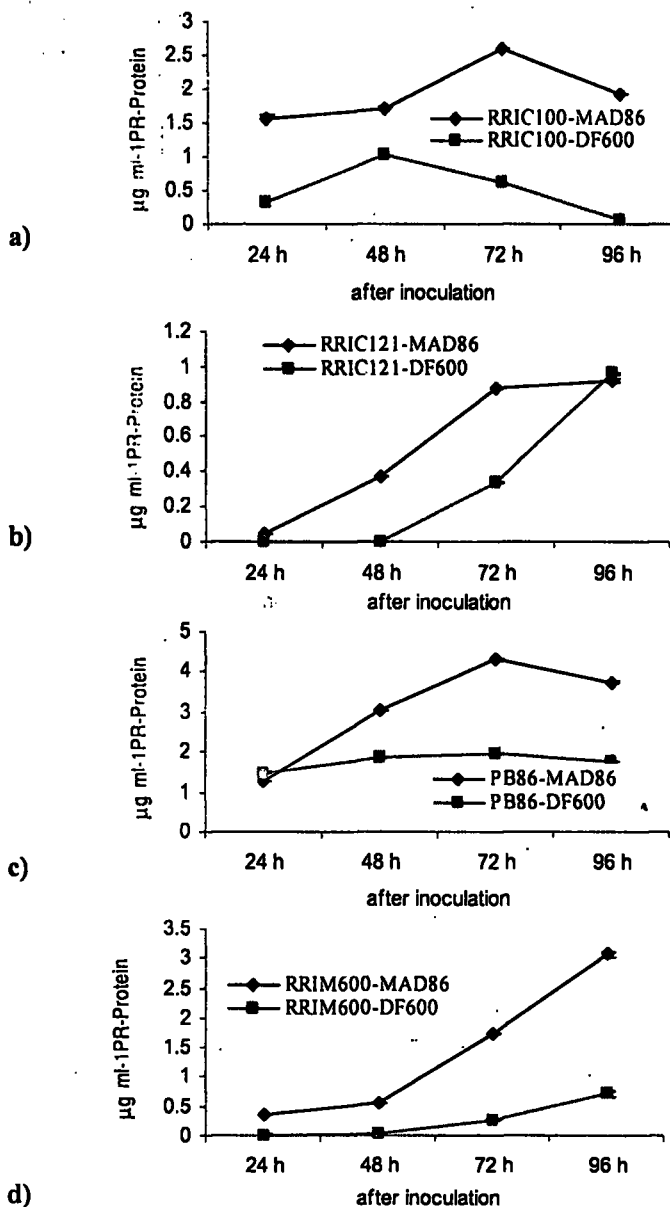 3
2.5
2
1.5
1
0.5
0
µg ml-1PR-Protein
RRIC100-MAD86
RRIC100-DF600
24 h 48 h 72 h 96 h
after inoculation
a)
1.2
1
0.8
0.6
0.4
0.2
0
µg ml-1PR-Protein
RRIC121-MAD86
RRIC121-DF600
24 h 48 h 72 h 96 h
after inoculation
b)
5
4
3
2
1
0
µg ml-1PR-Protein
PB86-MAD86
PB86-DF600
24 h 48 h 72 h 96 h
after inoculation
c)
3.5
3
2.5
2
1.5
1
0.5
0
µg ml-1PR-Protein
RRIM600-MAD86
RRIM600-DF600
24 h 48 h 72 h 96 h
after inoculation
d)